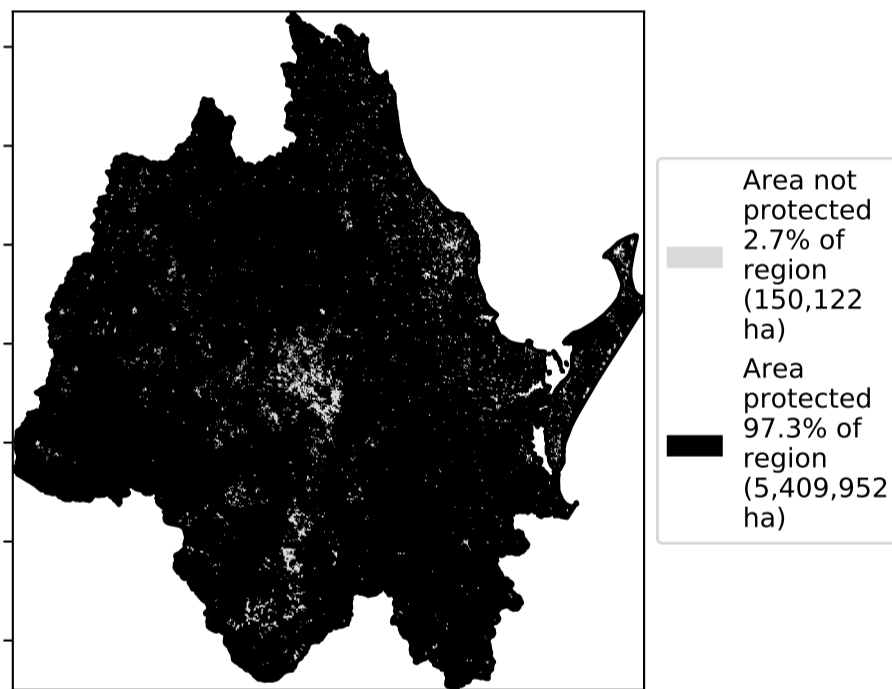 Area not
protected
2.7% of
region
(150,122
ha)
Area
protected
97.3% of
region
(5,409,952
ha)